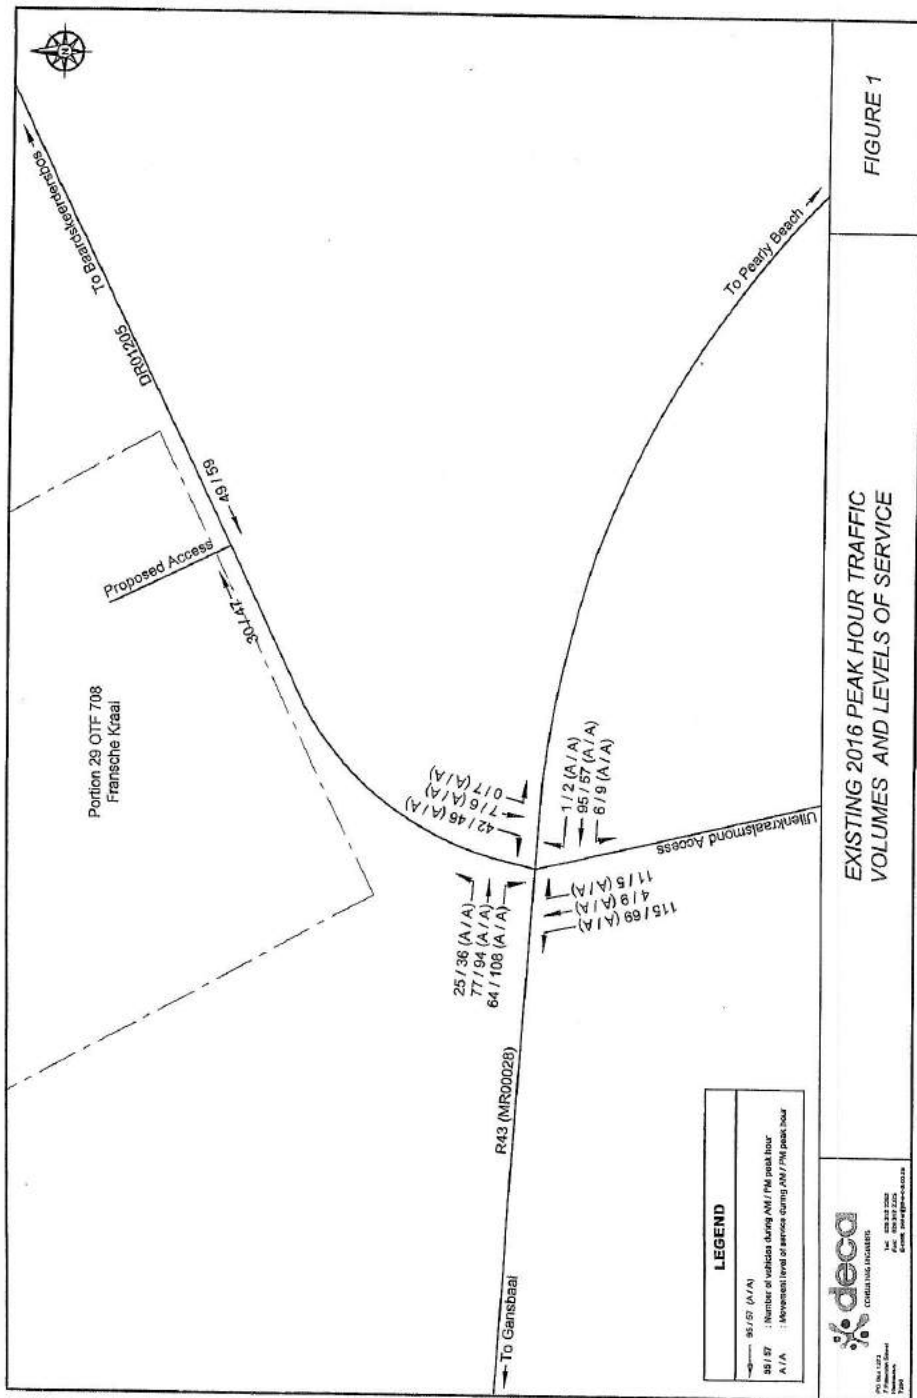 To Baardskeerdersbos
DR01205
49 / 59
Proposed Access
30 / 47
Portion 29 OTF 708
Fransche Kraal
To Pearly Beach
0 / 7 (A / A)
7 / 6 (A / A)
42 / 46 (A / A)
25 / 36 (A / A)
77 / 94 (A / A)
64 / 108 (A / A)
1 / 2 (A / A)
95 / 57 (A / A)
6 / 9 (A / A)
11 / 5 (A / A)
4 / 9 (A / A)
115 / 69 (A / A)
Uilenkraalsmond Access
R43 (MR00028)
To Gansbaai
LEGEND
95 / 57 (A / A)
95 / 57 : Number of vehicles during AM / PM peak hour
A / A : Movement level of service during AM / PM peak hour
deca
CONSULTING ENGINEERS
EXISTING 2016 PEAK HOUR TRAFFIC
VOLUMES AND LEVELS OF SERVICE
FIGURE 1
N